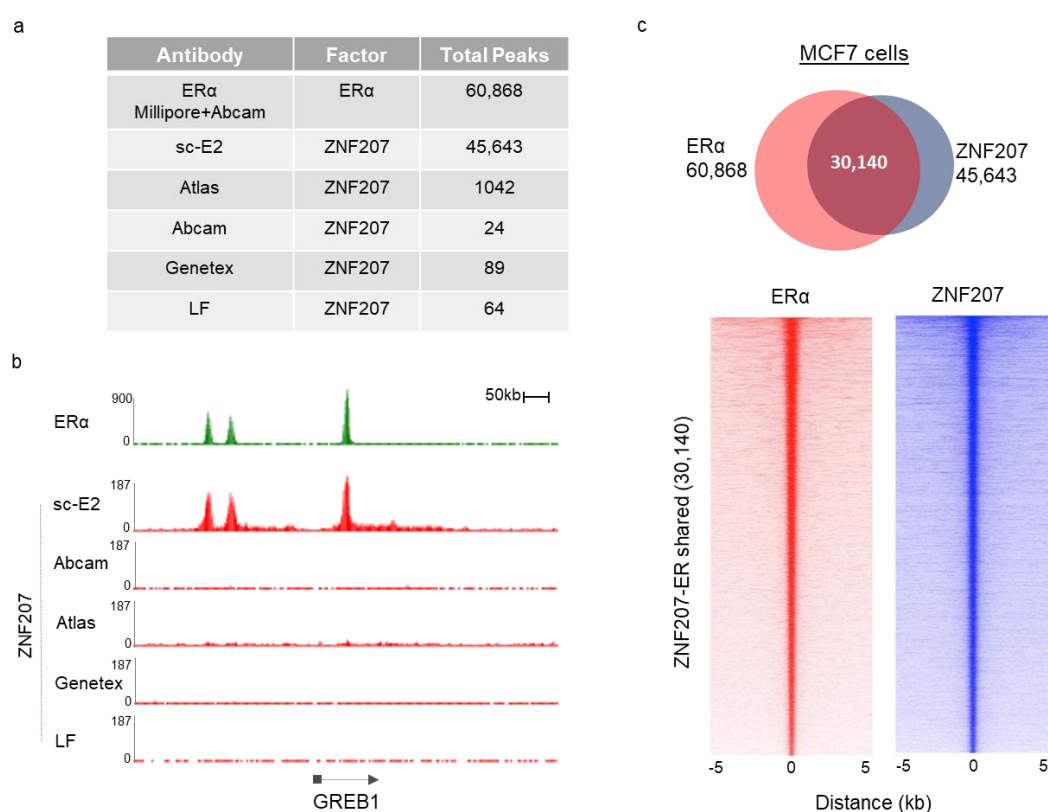 a
Antibody Factor Total Peaks
ERα
Millipore+Abcam ERα 60,868
sc-E2 ZNF207 45,643
Atlas ZNF207 1042
Abcam ZNF207 24
Genetex ZNF207 89
LF ZNF207 64
b
50kb
ERα
900
0
ZNF207
sc-E2
187
0
Abcam
187
0
Atlas
187
0
Genetex
187
0
LF
187
0
GREB1
c
MCF7 cells
ERα
60,868
30,140
ZNF207
45,643
ERα ZNF207
ZNF207-ER shared (30,140)
-5 0 5 -5 0 5
Distance (kb)